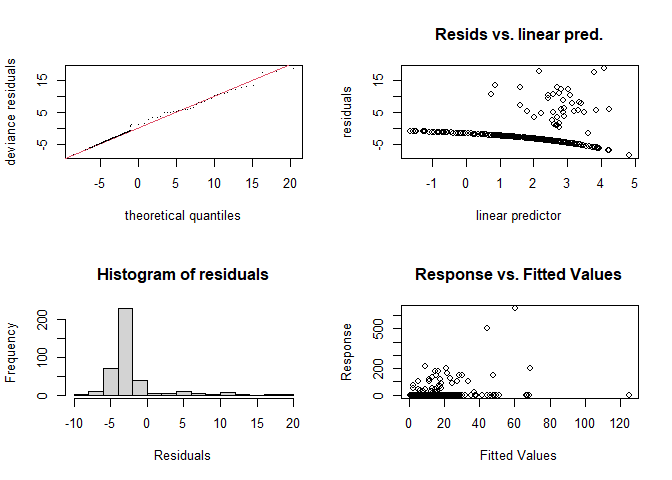 deviance residuals
-5 5 15
-5 0 5 10 15 20
theoretical quantiles
Resids vs. linear pred.
residuals
-5 5 15
-1 0 1 2 3 4 5
linear predictor
Histogram of residuals
Frequency
0 100 200
-10 -5 0 5 10 15 20
Residuals
Response vs. Fitted Values
Response
0 200 500
0 20 40 60 80 100 120
Fitted Values